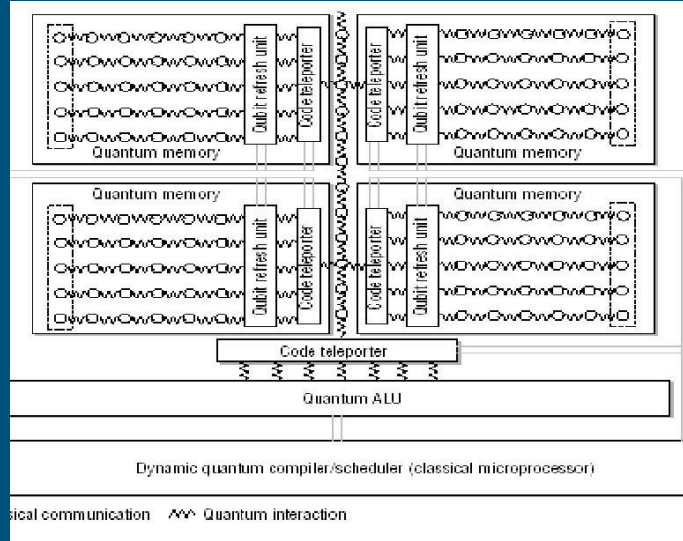 Qubit refresh unit
Code teleporter
Code teleporter
Qubit refresh unit
Quantum memory
Quantum memory
Quantum memory
Quantum memory
Qubit refresh unit
Code teleporter
Code teleporter
Qubit refresh unit
Code teleporter
Quantum ALU
Dynamic quantum compiler/scheduler (classical microprocessor)
sical communication Quantum interaction